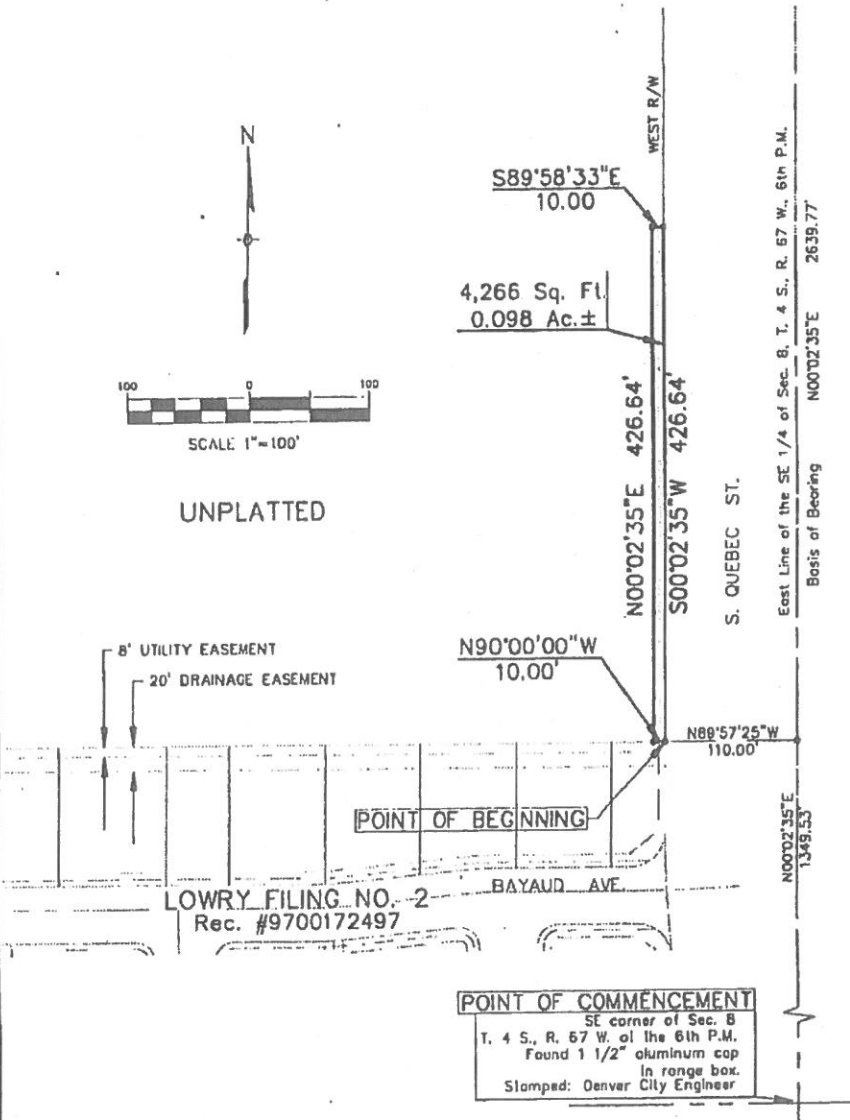 N
WEST R/W
S89°58'33"E
10.00
4,266 Sq. Ft.
0.098 Ac.±
100 0 100
SCALE 1"=100'
UNPLATTED
N00°02'35"E 426.64'
S00°02'35"W 426.64'
S. QUEBEC ST.
East Line of the SE 1/4 of Sec. 8, T. 4 S., R. 67 W., 6th P.M.
Basis of Bearing N00°02'35"E 2639.77'
8' UTILITY EASEMENT
20' DRAINAGE EASEMENT
N90°00'00"W
10.00'
N89°57'25"W
110.00'
POINT OF BEGINNING
N00°02'35"E
1349.53'
BAYAUD AVE.
LOWRY FILING NO. 2
Rec. #9700172497
POINT OF COMMENCEMENT
SE corner of Sec. 8
T. 4 S., R. 67 W. of the 6th P.M.
Found 1 1/2" aluminum cap
in range box.
Stamped: Denver City Engineer